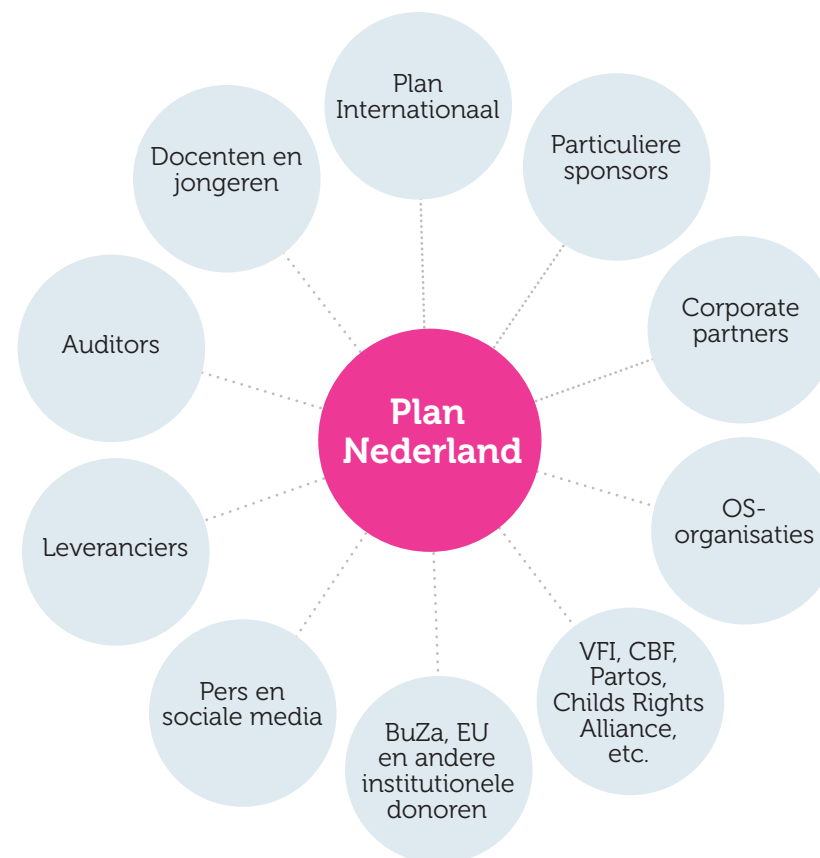 Plan
Internationaal
Particuliere
sponsors
Docenten en
jongeren
Corporate
partners
Auditors
Plan
Nederland
OS-
organisaties
Leveranciers
VFI, CBF,
Partos,
Childs Rights
Alliance,
etc.
Pers en
sociale media
BuZa, EU
en andere
institutionele
donoren